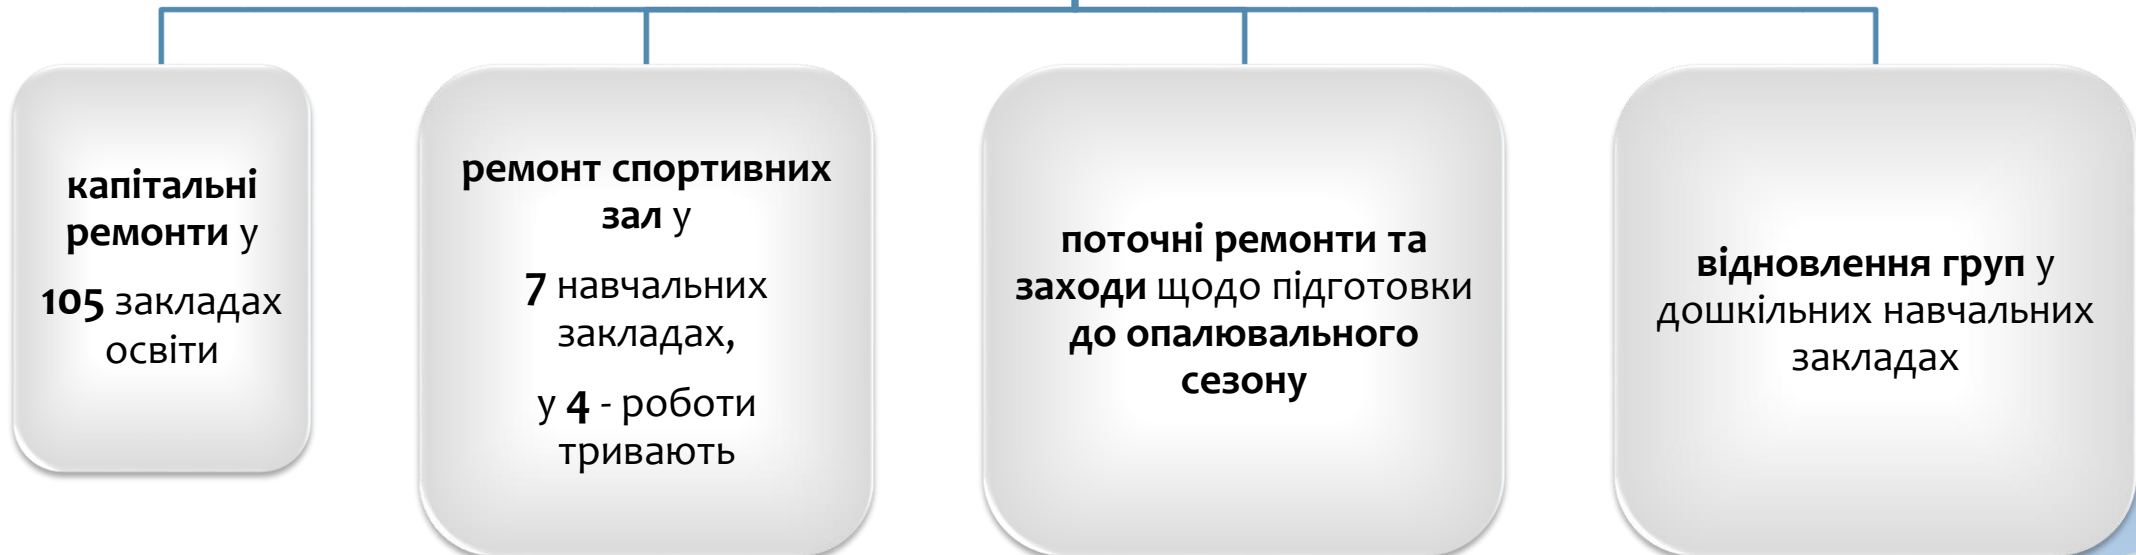 капітальні
ремонти у
105 закладах
освіти
ремонт спортивних
зал у
7 навчальних
закладах,
у 4 - роботи
тривають
поточні ремонти та
заходи щодо підготовки
до опалювального
сезону
відновлення груп у
дошкільних навчальних
закладах